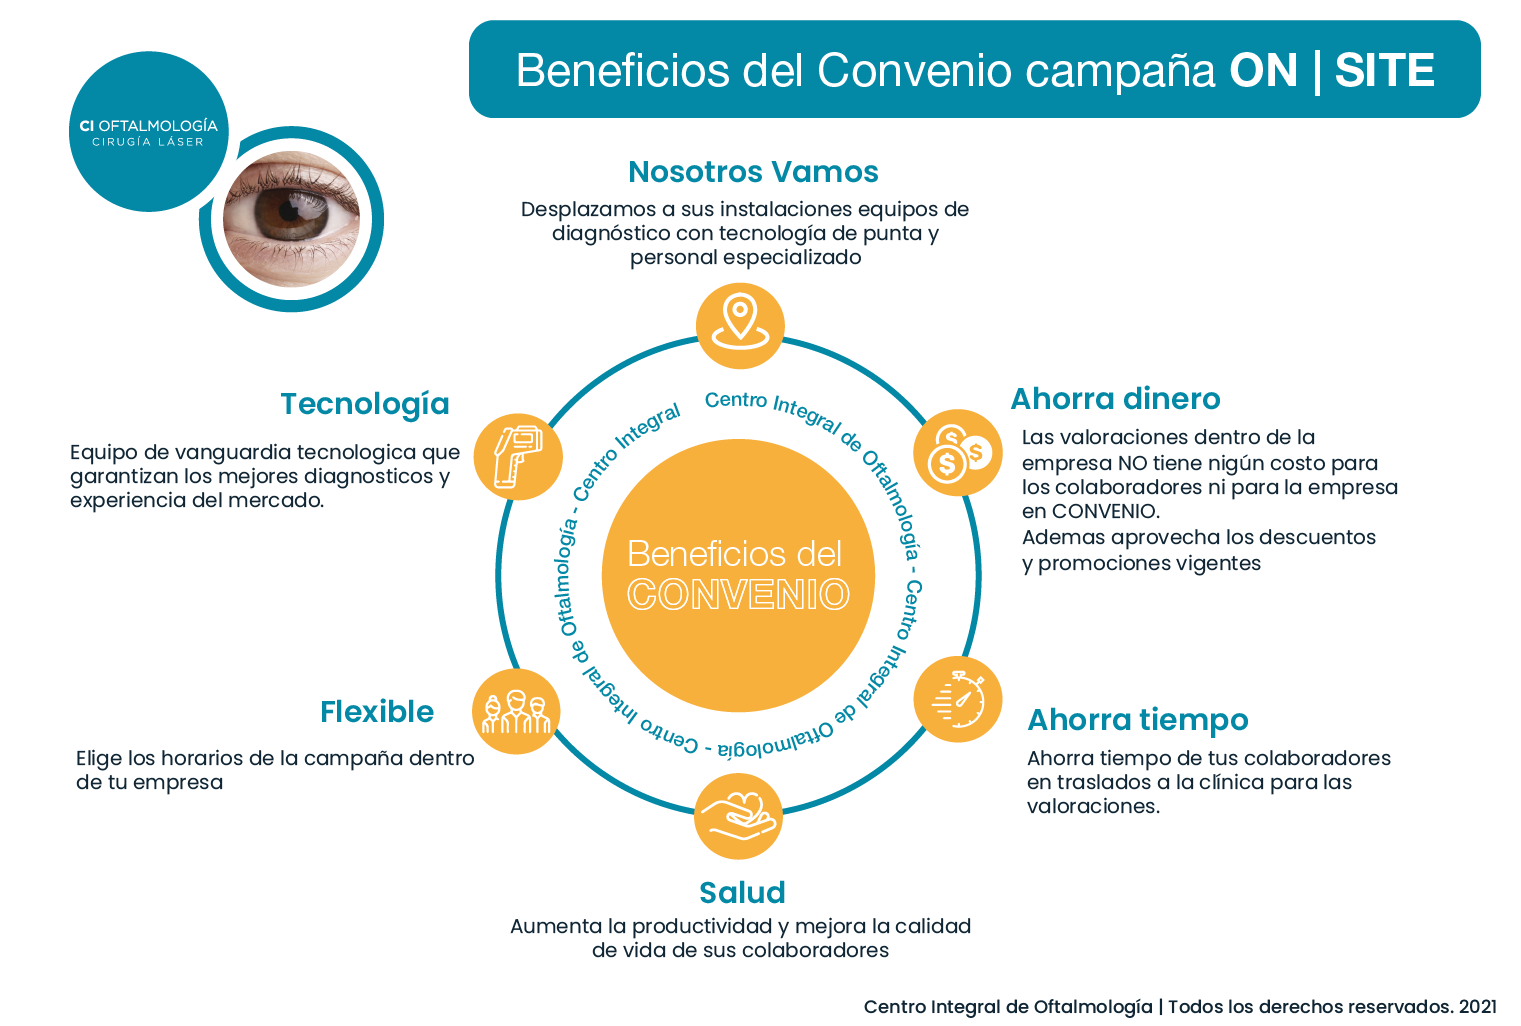 Beneficios del Convenio campaña ON | SITE
CI OFTALMOLOGÍA
CIRUGÍA LÁSER
Nosotros Vamos
Desplazamos a sus instalaciones equipos de
diagnóstico con tecnología de punta y
personal especializado
Tecnología
Equipo de vanguardia tecnologica que
garantizan los mejores diagnosticos y
experiencia del mercado.
Ahorra dinero
Las valoraciones dentro de la
empresa NO tiene nigún costo para
los colaboradores ni para la empresa
en CONVENIO.
Ademas aprovecha los descuentos
y promociones vigentes
Centro Integral de Oftalmología - Centro Integral de Oftalmología - Centro Integral de Oftalmología - Centro Integral
Beneficios del
CONVENIO
Flexible
Elige los horarios de la campaña dentro
de tu empresa
Ahorra tiempo
Ahorra tiempo de tus colaboradores
en traslados a la clínica para las
valoraciones.
Salud
Aumenta la productividad y mejora la calidad
de vida de sus colaboradores
Centro Integral de Oftalmología | Todos los derechos reservados. 2021